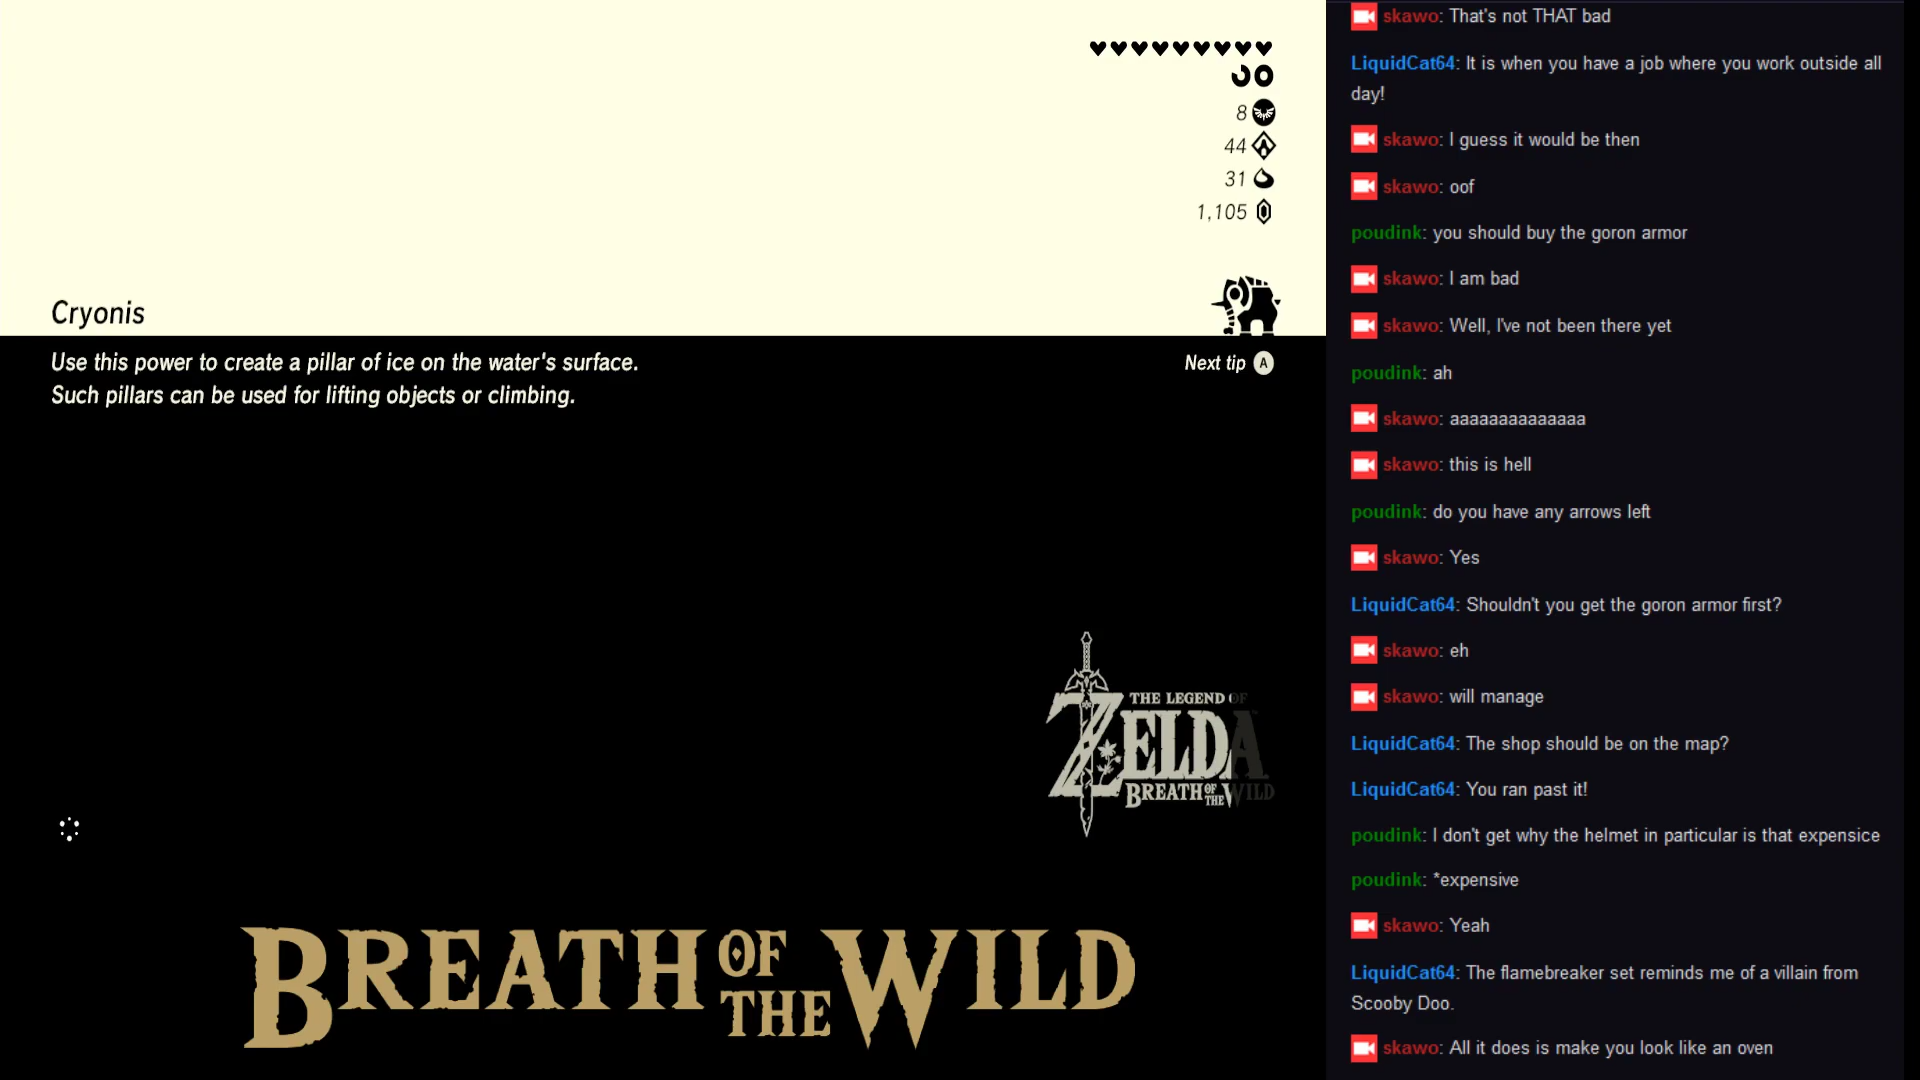 8
44
31
1,105
Cryonis
Use this power to create a pillar of ice on the water's surface.
Such pillars can be used for lifting objects or climbing.
Next tip A
THE LEGEND OF
ZELDA
BREATH OF THE WILD
BREATH OF THE WILD
skawo: That's not THAT bad
LiquidCat64: It is when you have a job where you work outside all
day!
skawo: I guess it would be then
skawo: oof
poudink: you should buy the goron armor
skawo: I am bad
skawo: Well, I've not been there yet
poudink: ah
skawo: aaaaaaaaaaaaaa
skawo: this is hell
poudink: do you have any arrows left
skawo: Yes
LiquidCat64: Shouldn't you get the goron armor first?
skawo: eh
skawo: will manage
LiquidCat64: The shop should be on the map?
LiquidCat64: You ran past it!
poudink: I don't get why the helmet in particular is that expensice
poudink: *expensive
skawo: Yeah
LiquidCat64: The flamebreaker set reminds me of a villain from
Scooby Doo.
skawo: All it does is make you look like an oven